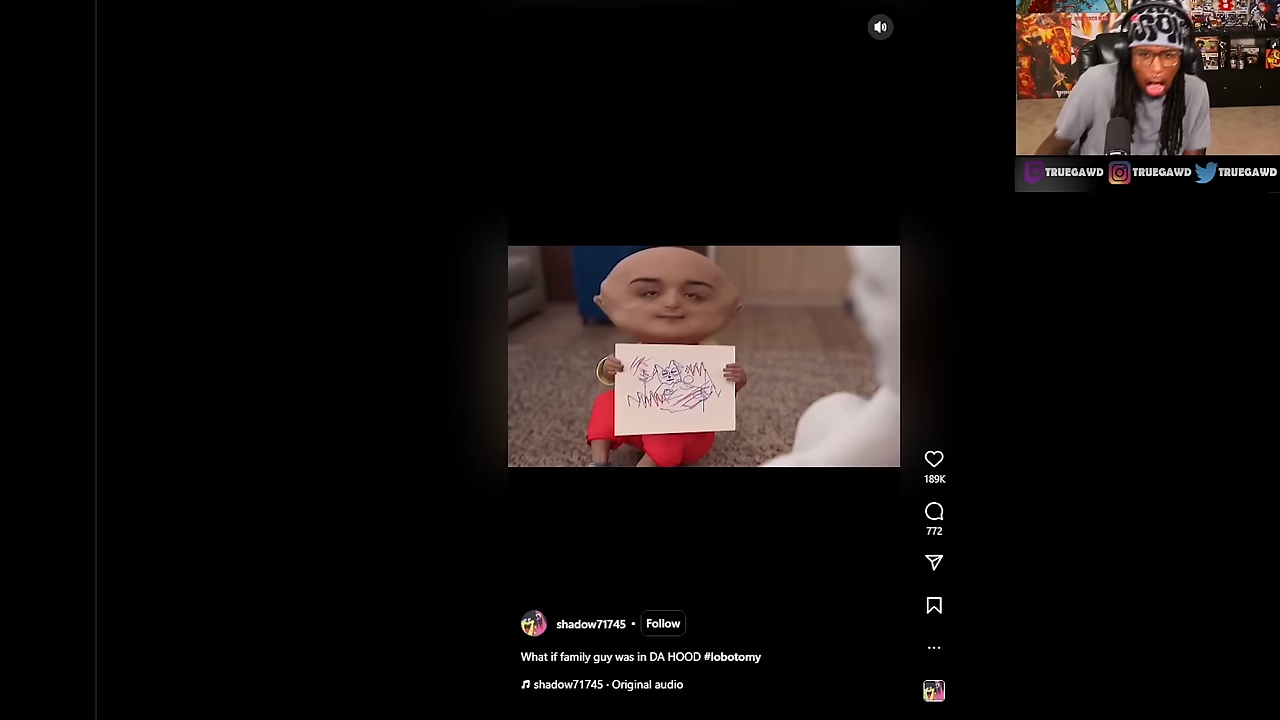 TRUEGAWD TRUEGAWD TRUEGAWD
189K
772
shadow71745 • Follow
What if family guy was in DA HOOD #lobotomy
shadow71745 · Original audio